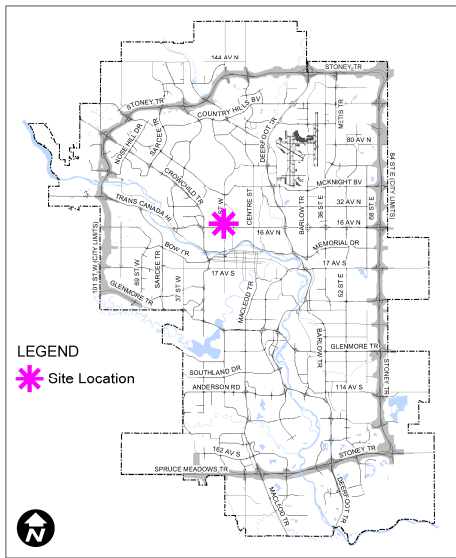 144 AV N
STONEY TR
STONEY TR
COUNTRY HILLS BV
METIS TR
NOSE HILL DR
SARCEE TR
DEERFOOT TR
80 AV N
CROWCHILD TR
MCKNIGHT BV
84 ST E (CITY LIMITS)
TRANS CANADA HI
ST W
CENTRE ST
BARLOW TR
36 ST E
32 AV N
68 ST E
16 AV N
16 AV N
101 ST W (CITY LIMITS)
BOW TR
MEMORIAL DR
69 ST W
SARCEE TR
37 ST W
17 AV S
17 AV S
52 ST E
GLENMORE TR
MACLEOD TR
BARLOW TR
GLENMORE TR
LEGEND
Site Location
SOUTHLAND DR
ANDERSON RD
114 AV S
STONEY TR
162 AV S
STONEY TR
SPRUCE MEADOWS TR
MACLEOD TR
DEERFOOT TR
N